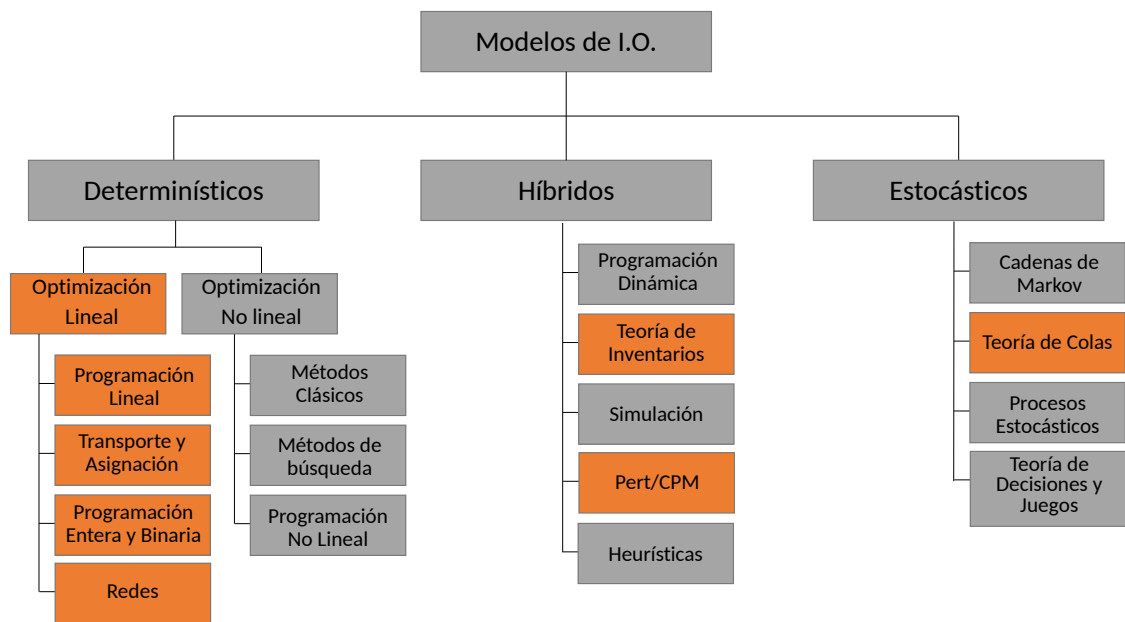 Modelos de I.O.
Determinísticos
Híbridos
Estocásticos
Optimización
Lineal
Optimización
No lineal
Programación
Lineal
Transporte y
Asignación
Programación
Entera y Binaria
Redes
Métodos
Clásicos
Métodos de
búsqueda
Programación
No Lineal
Programación
Dinámica
Teoría de
Inventarios
Simulación
Pert/CPM
Heurísticas
Cadenas de
Markov
Teoría de Colas
Procesos
Estocásticos
Teoría de
Decisiones y
Juegos